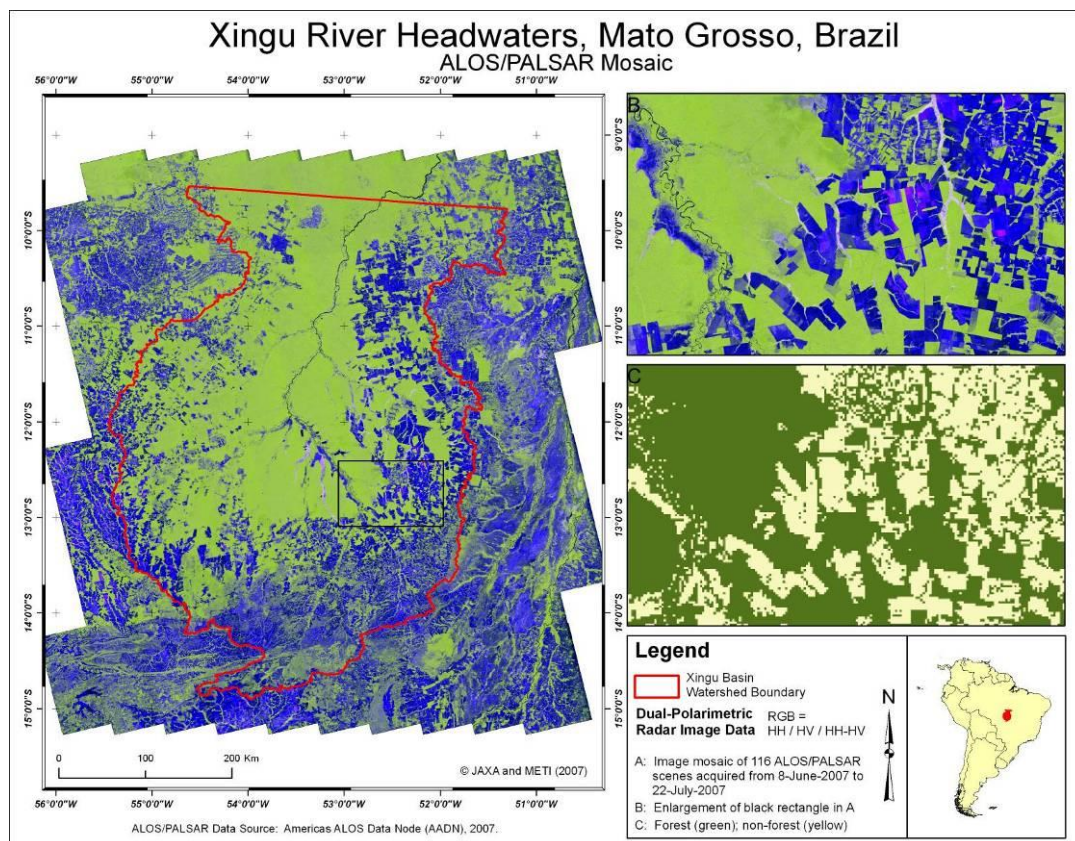 Xingu River Headwaters, Mato Grosso, Brazil
ALOS/PALSAR Mosaic
56°0'0"W 55°0'0"W 54°0'0"W 53°0'0"W 52°0'0"W 51°0'0"W
9°0'0"S
10°0'0"S
11°0'0"S
12°0'0"S
13°0'0"S
14°0'0"S
15°0'0"S
9°0'0"S
10°0'0"S
11°0'0"S
12°0'0"S
13°0'0"S
14°0'0"S
15°0'0"S
0 100 200 Km
© JAXA and METI (2007)
56°0'0"W 55°0'0"W 54°0'0"W 53°0'0"W 52°0'0"W 51°0'0"W
ALOS/PALSAR Data Source: Americas ALOS Data Node (AADN), 2007.
B
C
Legend
Xingu Basin
Watershed Boundary
Dual-Polarimetric
Radar Image Data
RGB =
HH / HV / HH-HV
A: Image mosaic of 116 ALOS/PALSAR
scenes acquired from 8-June-2007 to
22-July-2007
B: Enlargement of black rectangle in A
C: Forest (green); non-forest (yellow)
N